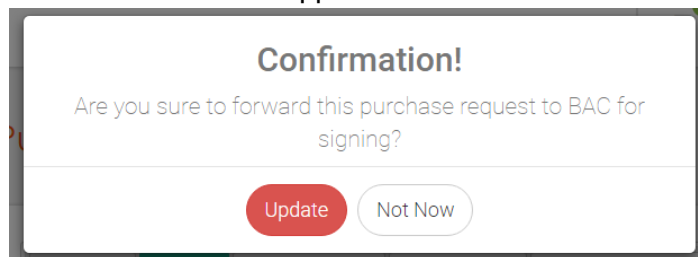 Confirmation!
Are you sure to forward this purchase request to BAC for
signing?
Update
Not Now